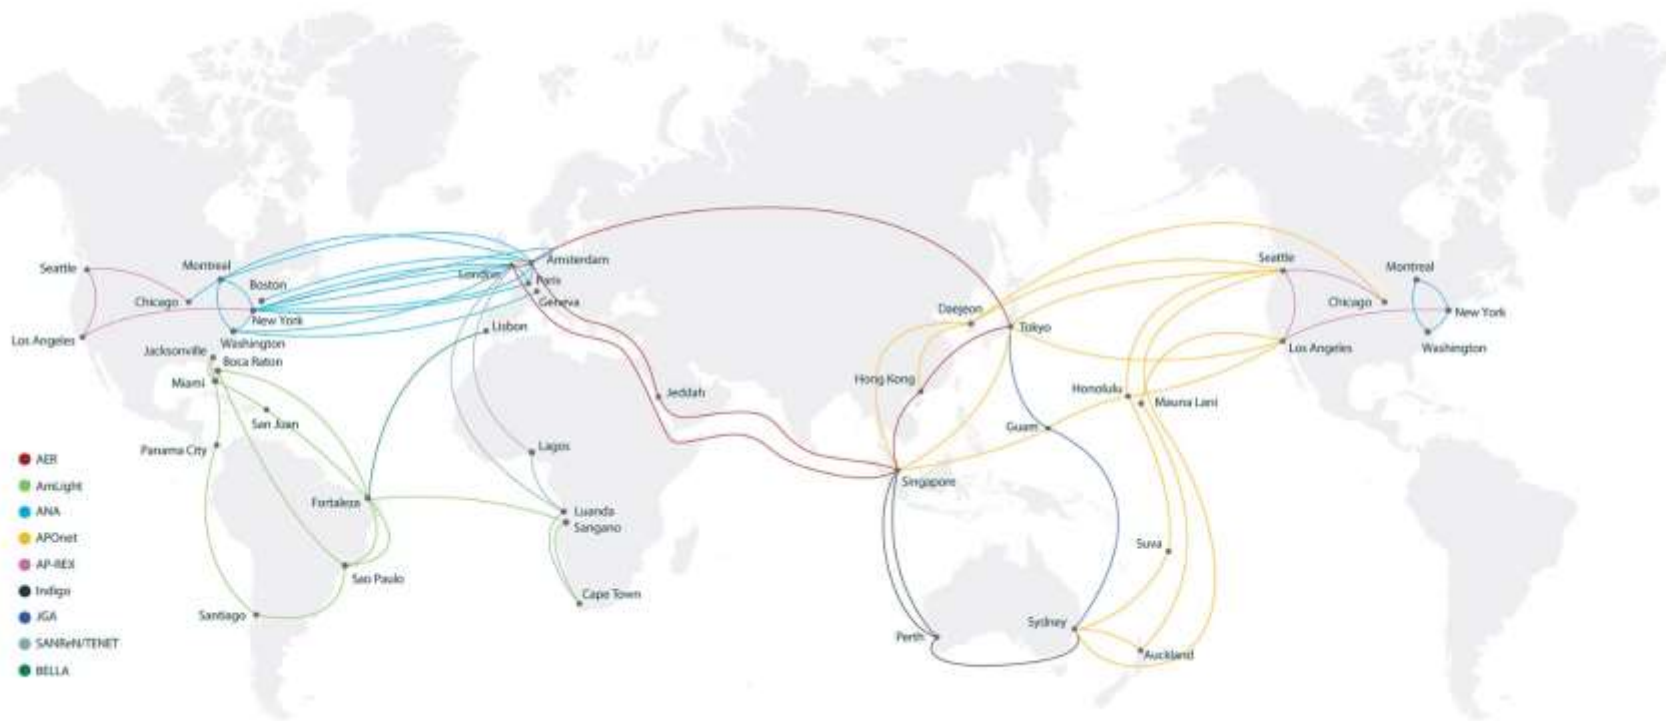 Seattle
Montreal
Boston
Chicago
New York
Los Angeles
Washington
Jacksonville
Boca Raton
Miami
San Juan
Panama City
Fortaleza
Sao Paulo
Santiago
London
Amsterdam
Paris
Geneva
Lisbon
Jeddah
Lagos
Luanda
Sangano
Cape Town
Daejeon
Tokyo
Hong Kong
Guam
Singapore
Perth
Sydney
Honolulu
Mauna Lani
Suva
Auckland
Seattle
Montreal
Chicago
New York
Los Angeles
Washington
AER
AmLight
ANA
APOnet
AP-REX
Indigo
JGA
SANReN/TENET
BELLA